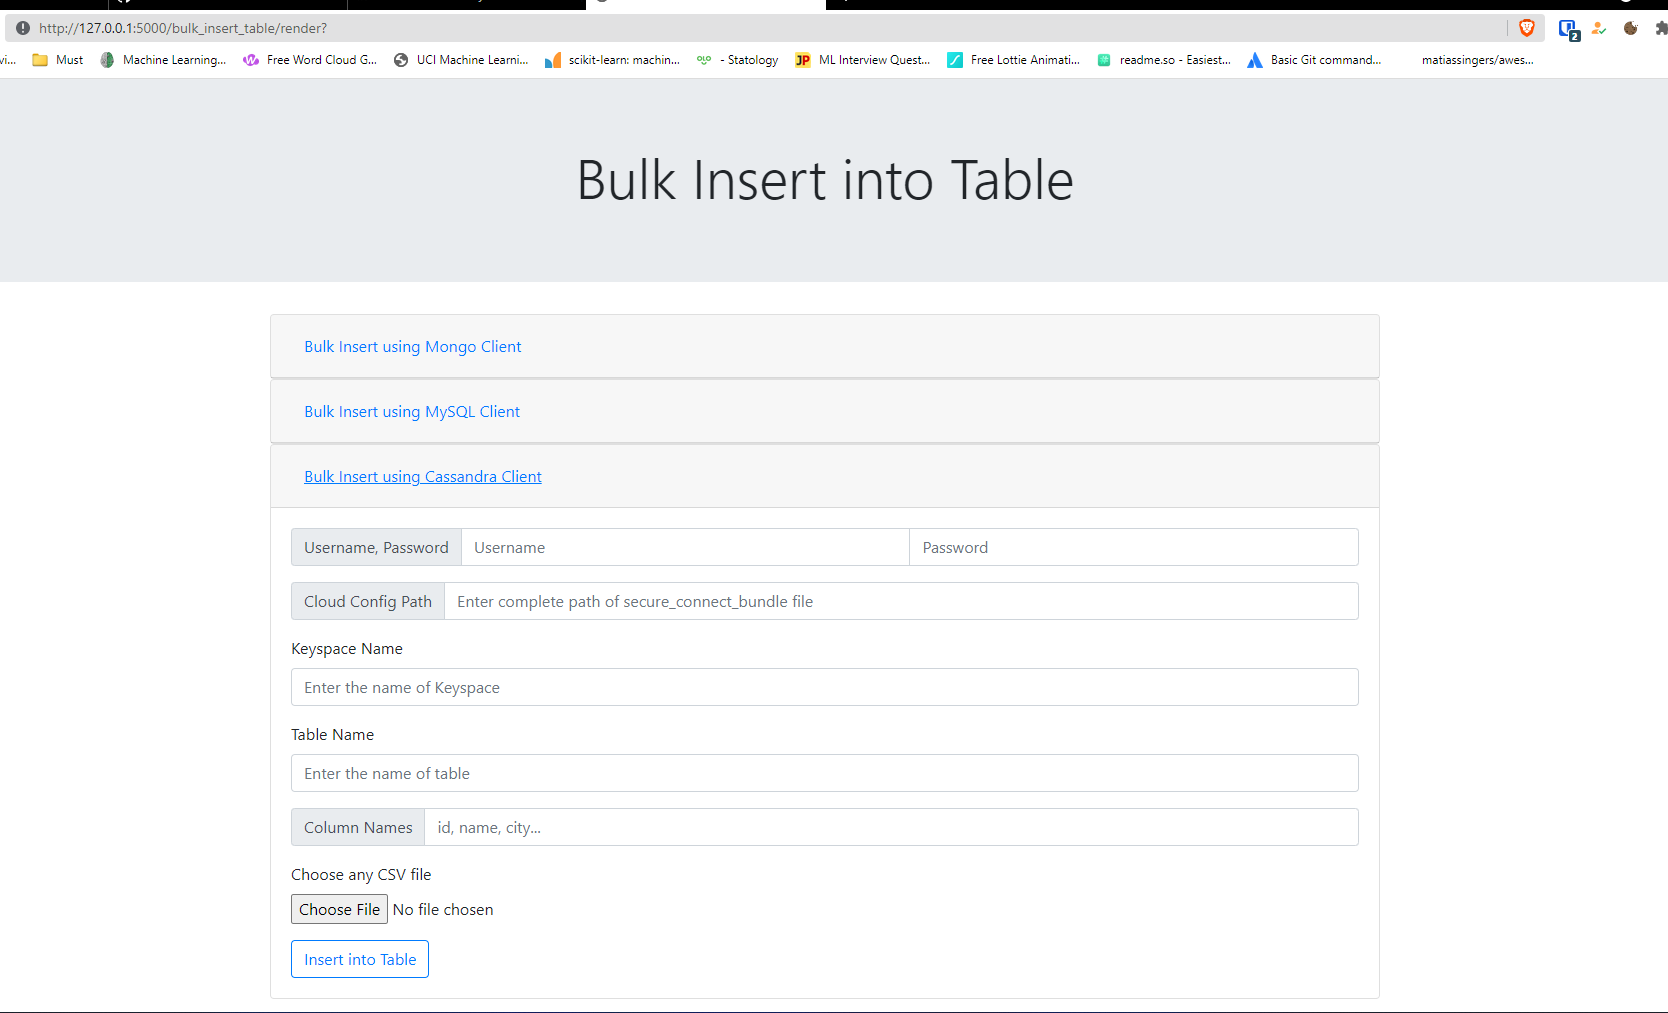 http://127.0.0.1:5000/bulk_insert_table/render?
2
vi... Must Machine Learning... Free Word Cloud G... UCI Machine Learni... scikit-learn: machin... - Statology JP ML Interview Quest... Free Lottie Animati... readme.so - Easiest... Basic Git command... matiassingers/awes...
Bulk Insert into Table
Bulk Insert using Mongo Client
Bulk Insert using MySQL Client
Bulk Insert using Cassandra Client
Username, Password Username Password
Cloud Config Path Enter complete path of secure_connect_bundle file
Keyspace Name
Enter the name of Keyspace
Table Name
Enter the name of table
Column Names id, name, city...
Choose any CSV file
Choose File No file chosen
Insert into Table